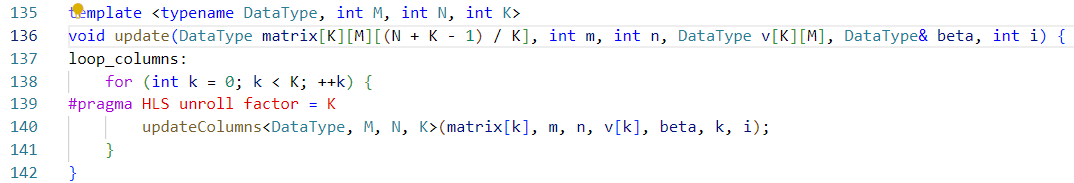 135 template <typename DataType, int M, int N, int K>
136 void update(DataType matrix[K][M][(N + K - 1) / K], int m, int n, DataType v[K][M], DataType& beta, int i) {
137 loop_columns:
138     for (int k = 0; k < K; ++k) {
139 #pragma HLS unroll factor = K
140         updateColumns<DataType, M, N, K>(matrix[k], m, n, v[k], beta, k, i);
141     }
142 }